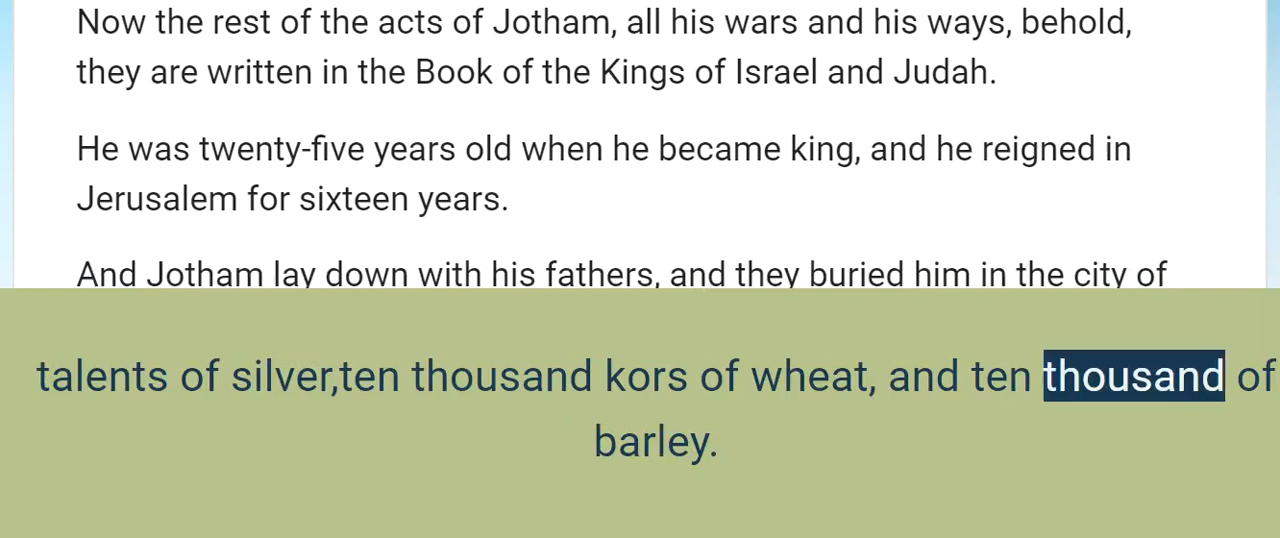 Now the rest of the acts of Jotham, all his wars and his ways, behold,
they are written in the Book of the Kings of Israel and Judah.
He was twenty-five years old when he became king, and he reigned in
Jerusalem for sixteen years.
And Jotham lay down with his fathers, and they buried him in the city of
talents of silver,ten thousand kors of wheat, and ten thousand of
barley.